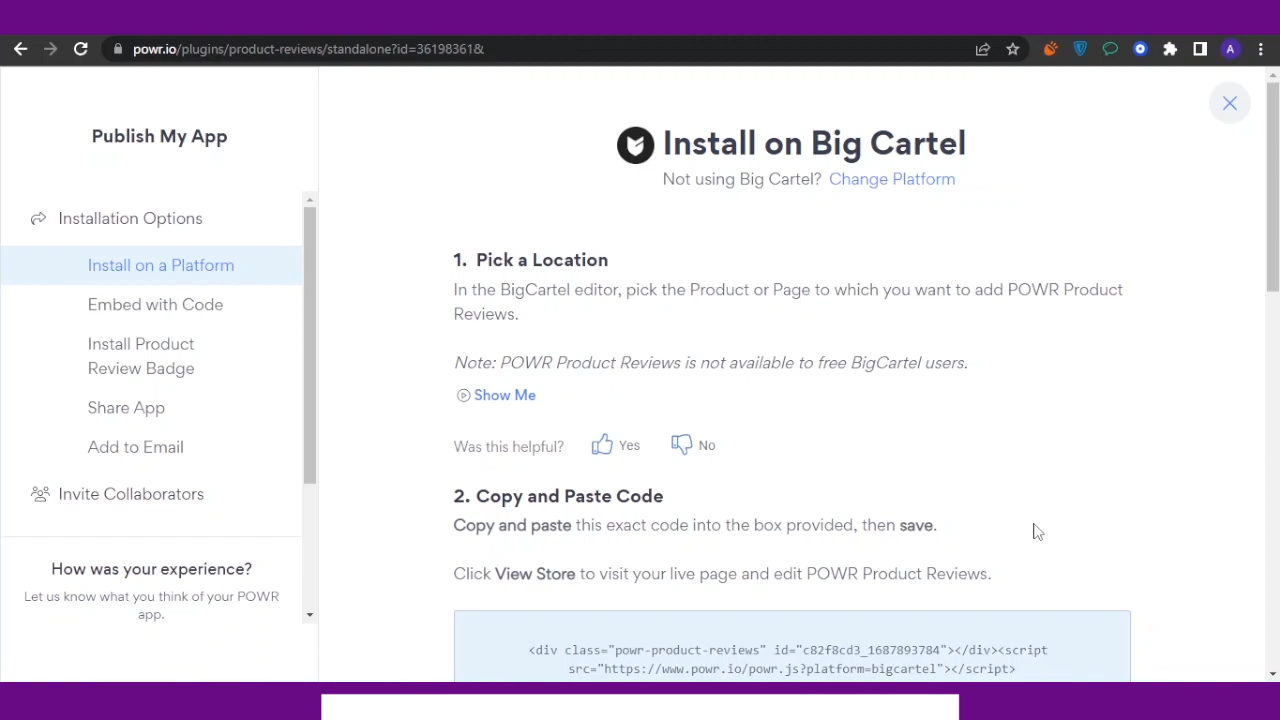 powr.io/plugins/product-reviews/standalone?id=36198361&
A
Publish My App
Installation Options
Install on a Platform
Embed with Code
Install Product
Review Badge
Share App
Add to Email
Invite Collaborators
How was your experience?
Let us know what you think of your POWR
app.
Install on Big Cartel
Not using Big Cartel? Change Platform
1. Pick a Location
In the BigCartel editor, pick the Product or Page to which you want to add POWR Product
Reviews.
Note: POWR Product Reviews is not available to free BigCartel users.
Show Me
Was this helpful? Yes No
2. Copy and Paste Code
Copy and paste this exact code into the box provided, then save.
Click View Store to visit your live page and edit POWR Product Reviews.
<div class="powr-product-reviews" id="c82f8cd3_1687893784"></div><script
src="https://www.powr.io/powr.js?platform=bigcartel"></script>